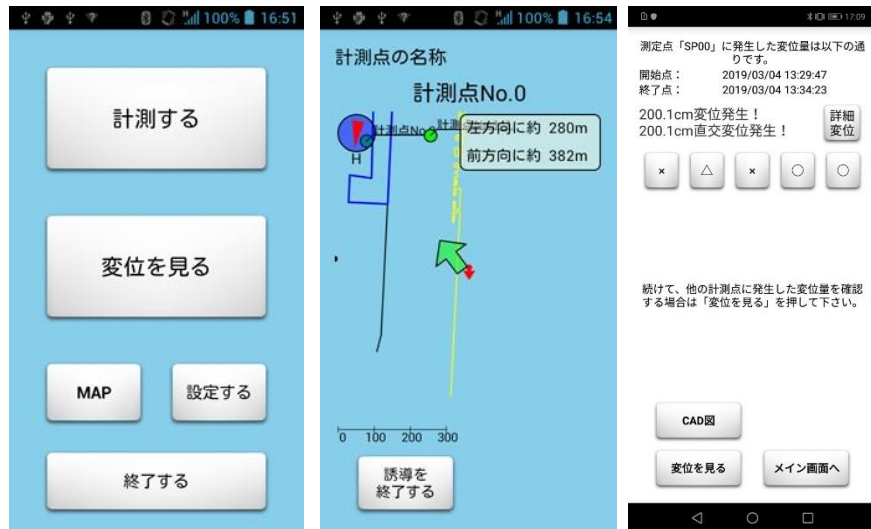 100% 16:51
計測する
変位を見る
MAP
設定する
終了する
100% 16:54
計測点の名称
計測点No.0
左方向に約 280m
前方向に約 382m
計測点No.
計測
H
0 100 200 300
誘導を
終了する
17:09
測定点「SP00」に発生した変位量は以下の通
りです。
開始点： 2019/03/04 13:29:47
終了点： 2019/03/04 13:34:23
200.1cm変位発生！
200.1cm直交変位発生！
詳細
変位
× △ × ○ ○
続けて、他の計測点に発生した変位量を確認
する場合は「変位を見る」を押して下さい。
CAD図
変位を見る
メイン画面へ